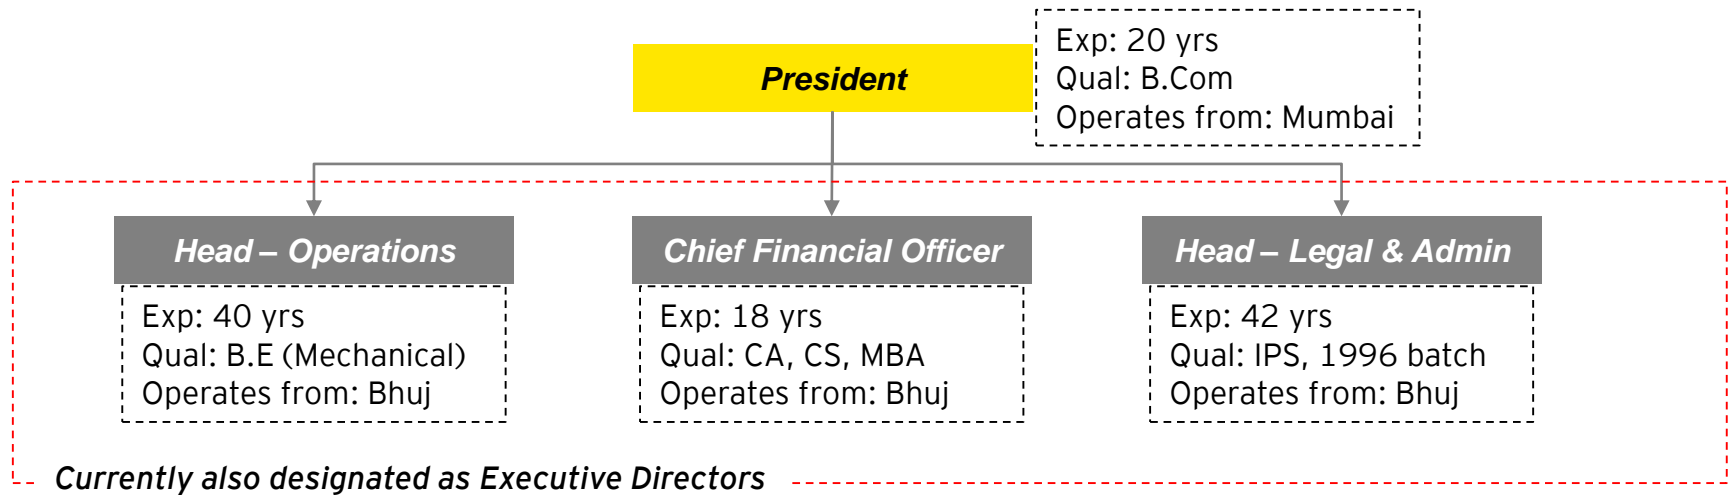 President
Exp: 20 yrs
Qual: B.Com
Operates from: Mumbai
Head – Operations
Exp: 40 yrs
Qual: B.E (Mechanical)
Operates from: Bhuj
Chief Financial Officer
Exp: 18 yrs
Qual: CA, CS, MBA
Operates from: Bhuj
Head – Legal & Admin
Exp: 42 yrs
Qual: IPS, 1996 batch
Operates from: Bhuj
Currently also designated as Executive Directors